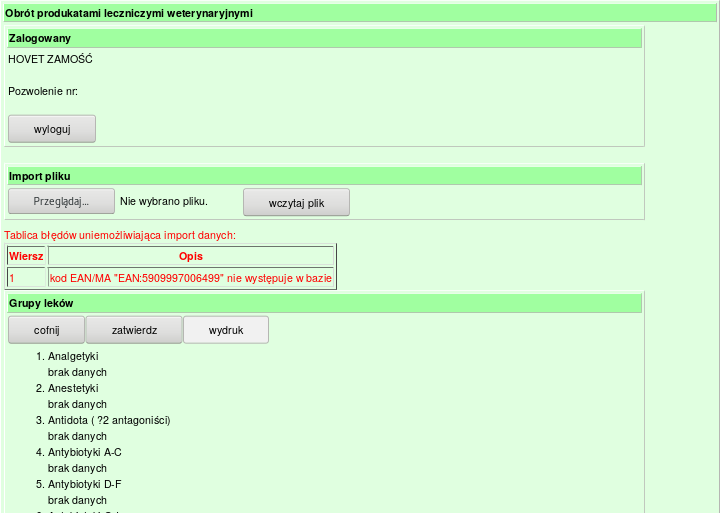 Obrót produkatami leczniczymi weterynaryjnymi
Zalogowany
HOVET ZAMOŚĆ
Pozwolenie nr:
wyloguj
Import pliku
Przeglądaj... Nie wybrano pliku. wczytaj plik
Tablica błędów uniemożliwiająca import danych:
Wiersz Opis
1 kod EAN/MA "EAN:5909997006499" nie występuje w bazie
Grupy leków
cofnij zatwierdz wydruk
1. Analgetyki
brak danych
2. Anestetyki
brak danych
3. Antidota ( ?2 antagoniści)
brak danych
4. Antybiotyki A-C
brak danych
5. Antybiotyki D-F
brak danych